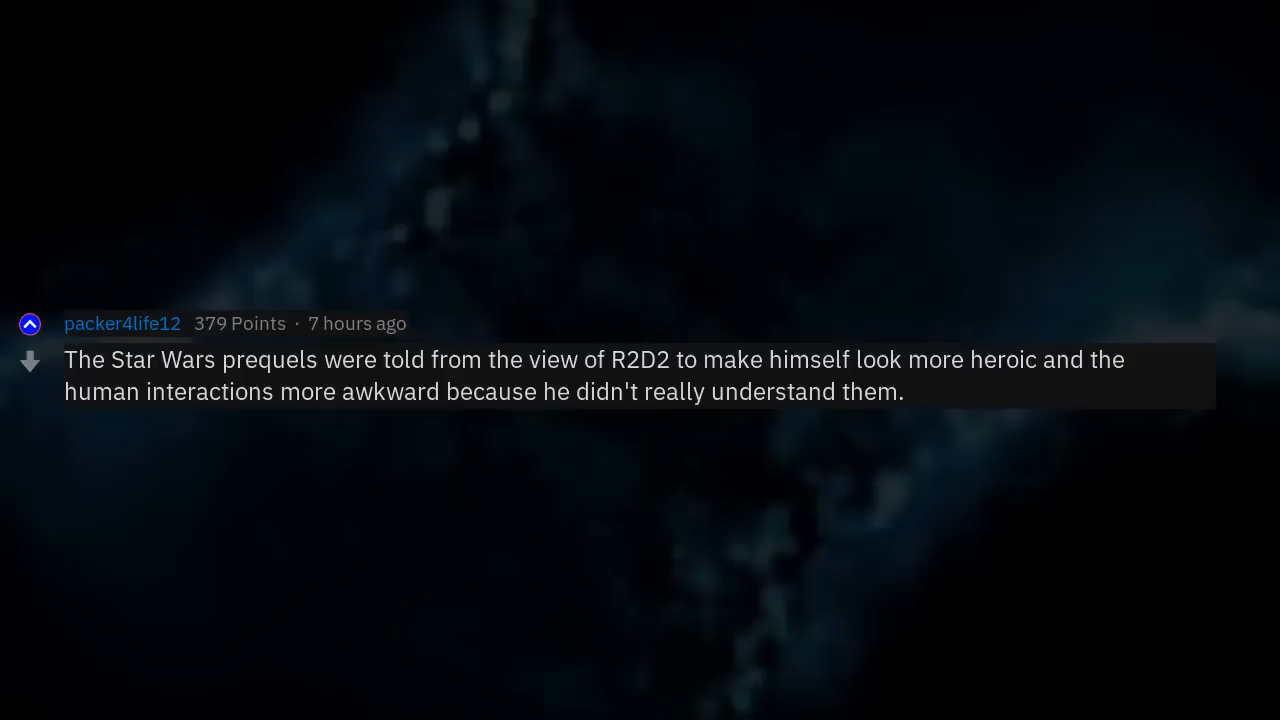 packer4life12 379 Points · 7 hours ago
The Star Wars prequels were told from the view of R2D2 to make himself look more heroic and the
human interactions more awkward because he didn't really understand them.